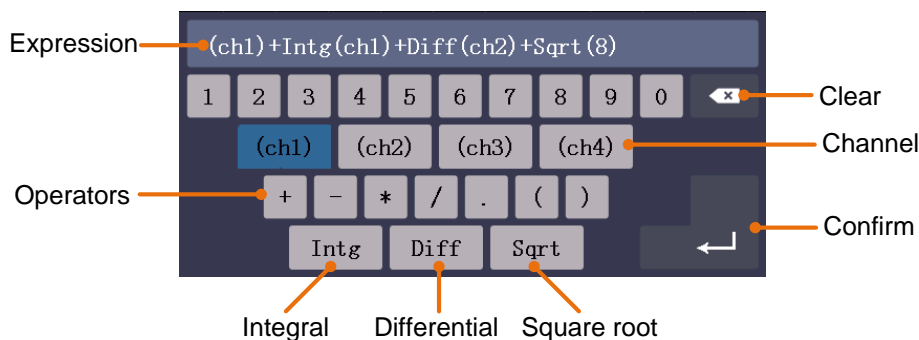 Expression (ch1)+Intg(ch1)+Diff(ch2)+Sqrt(8)
1 2 3 4 5 6 7 8 9 0 Clear
(ch1) (ch2) (ch3) (ch4) Channel
Operators + - * / . ( )
Confirm
Intg Diff Sqrt
Integral Differential Square root